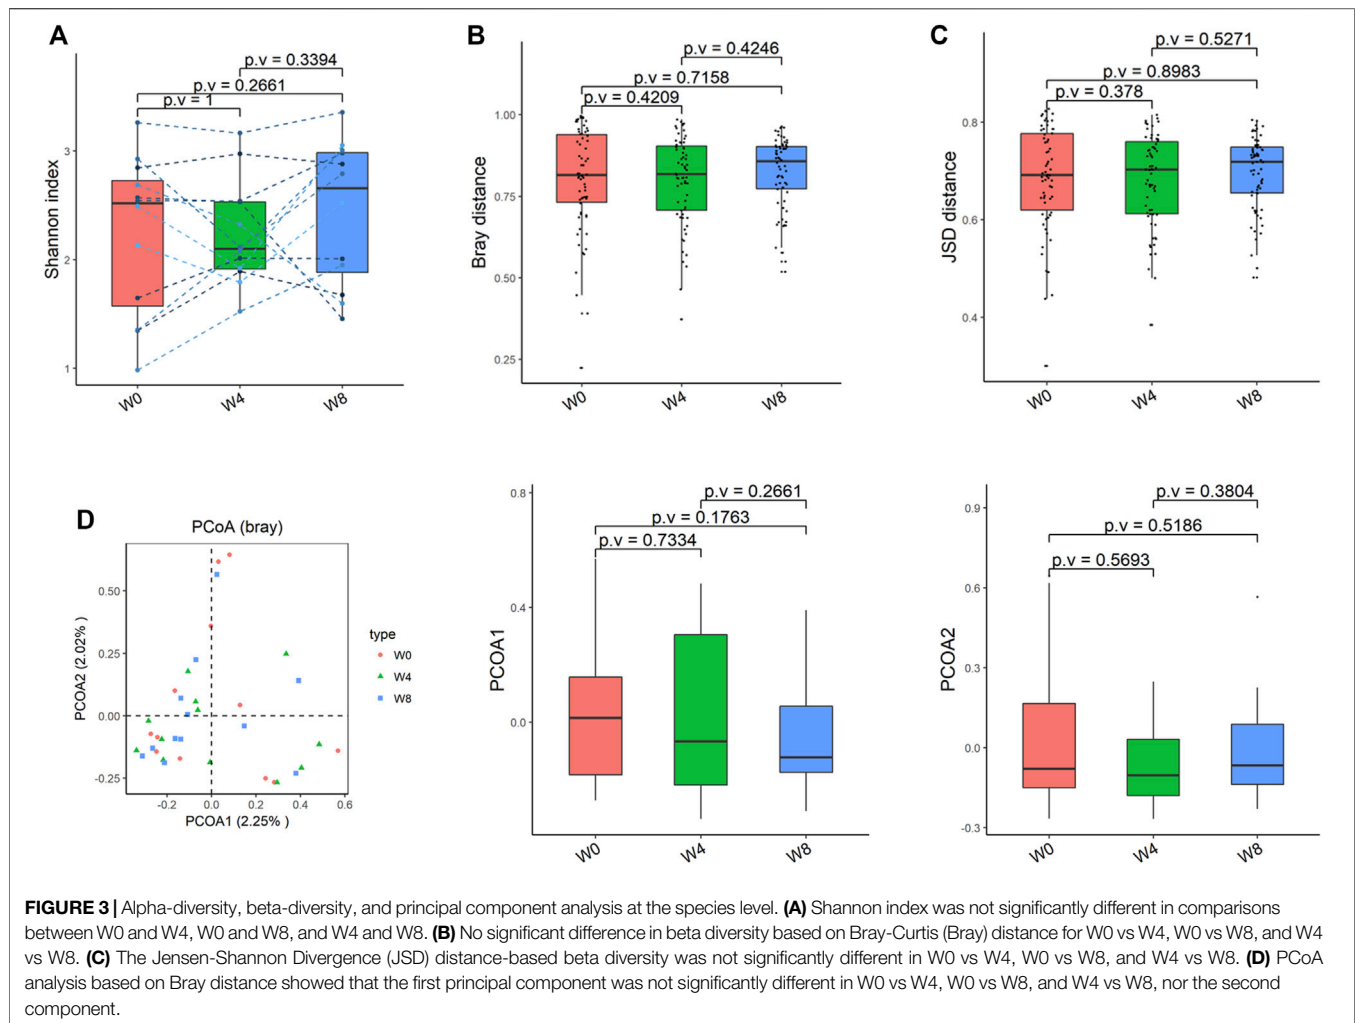 A
p.v = 0.3394
p.v = 0.2661
p.v = 1
Shannon index
3
2
1
W0
W4
W8
B
p.v = 0.4246
p.v = 0.7158
p.v = 0.4209
Bray distance
1.00
0.75
0.50
0.25
W0
W4
W8
C
p.v = 0.5271
p.v = 0.8983
p.v = 0.378
JSD distance
0.8
0.6
0.4
W0
W4
W8
D
PCoA (bray)
PCOA2 (2.02% )
0.50
0.25
0.00
-0.25
-0.2
0.0
0.2
0.4
0.6
PCOA1 (2.25% )
type
W0
W4
W8
p.v = 0.2661
p.v = 0.1763
p.v = 0.7334
PCOA1
0.8
0.4
0.0
W0
W4
W8
p.v = 0.3804
p.v = 0.5186
p.v = 0.5693
PCOA2
0.9
0.6
0.3
0.0
-0.3
W0
W4
W8
FIGURE 3 | Alpha-diversity, beta-diversity, and principal component analysis at the species level. (A) Shannon index was not significantly different in comparisons
between W0 and W4, W0 and W8, and W4 and W8. (B) No significant difference in beta diversity based on Bray-Curtis (Bray) distance for W0 vs W4, W0 vs W8, and W4
vs W8. (C) The Jensen-Shannon Divergence (JSD) distance-based beta diversity was not significantly different in W0 vs W4, W0 vs W8, and W4 vs W8. (D) PCoA
analysis based on Bray distance showed that the first principal component was not significantly different in W0 vs W4, W0 vs W8, and W4 vs W8, nor the second
component.